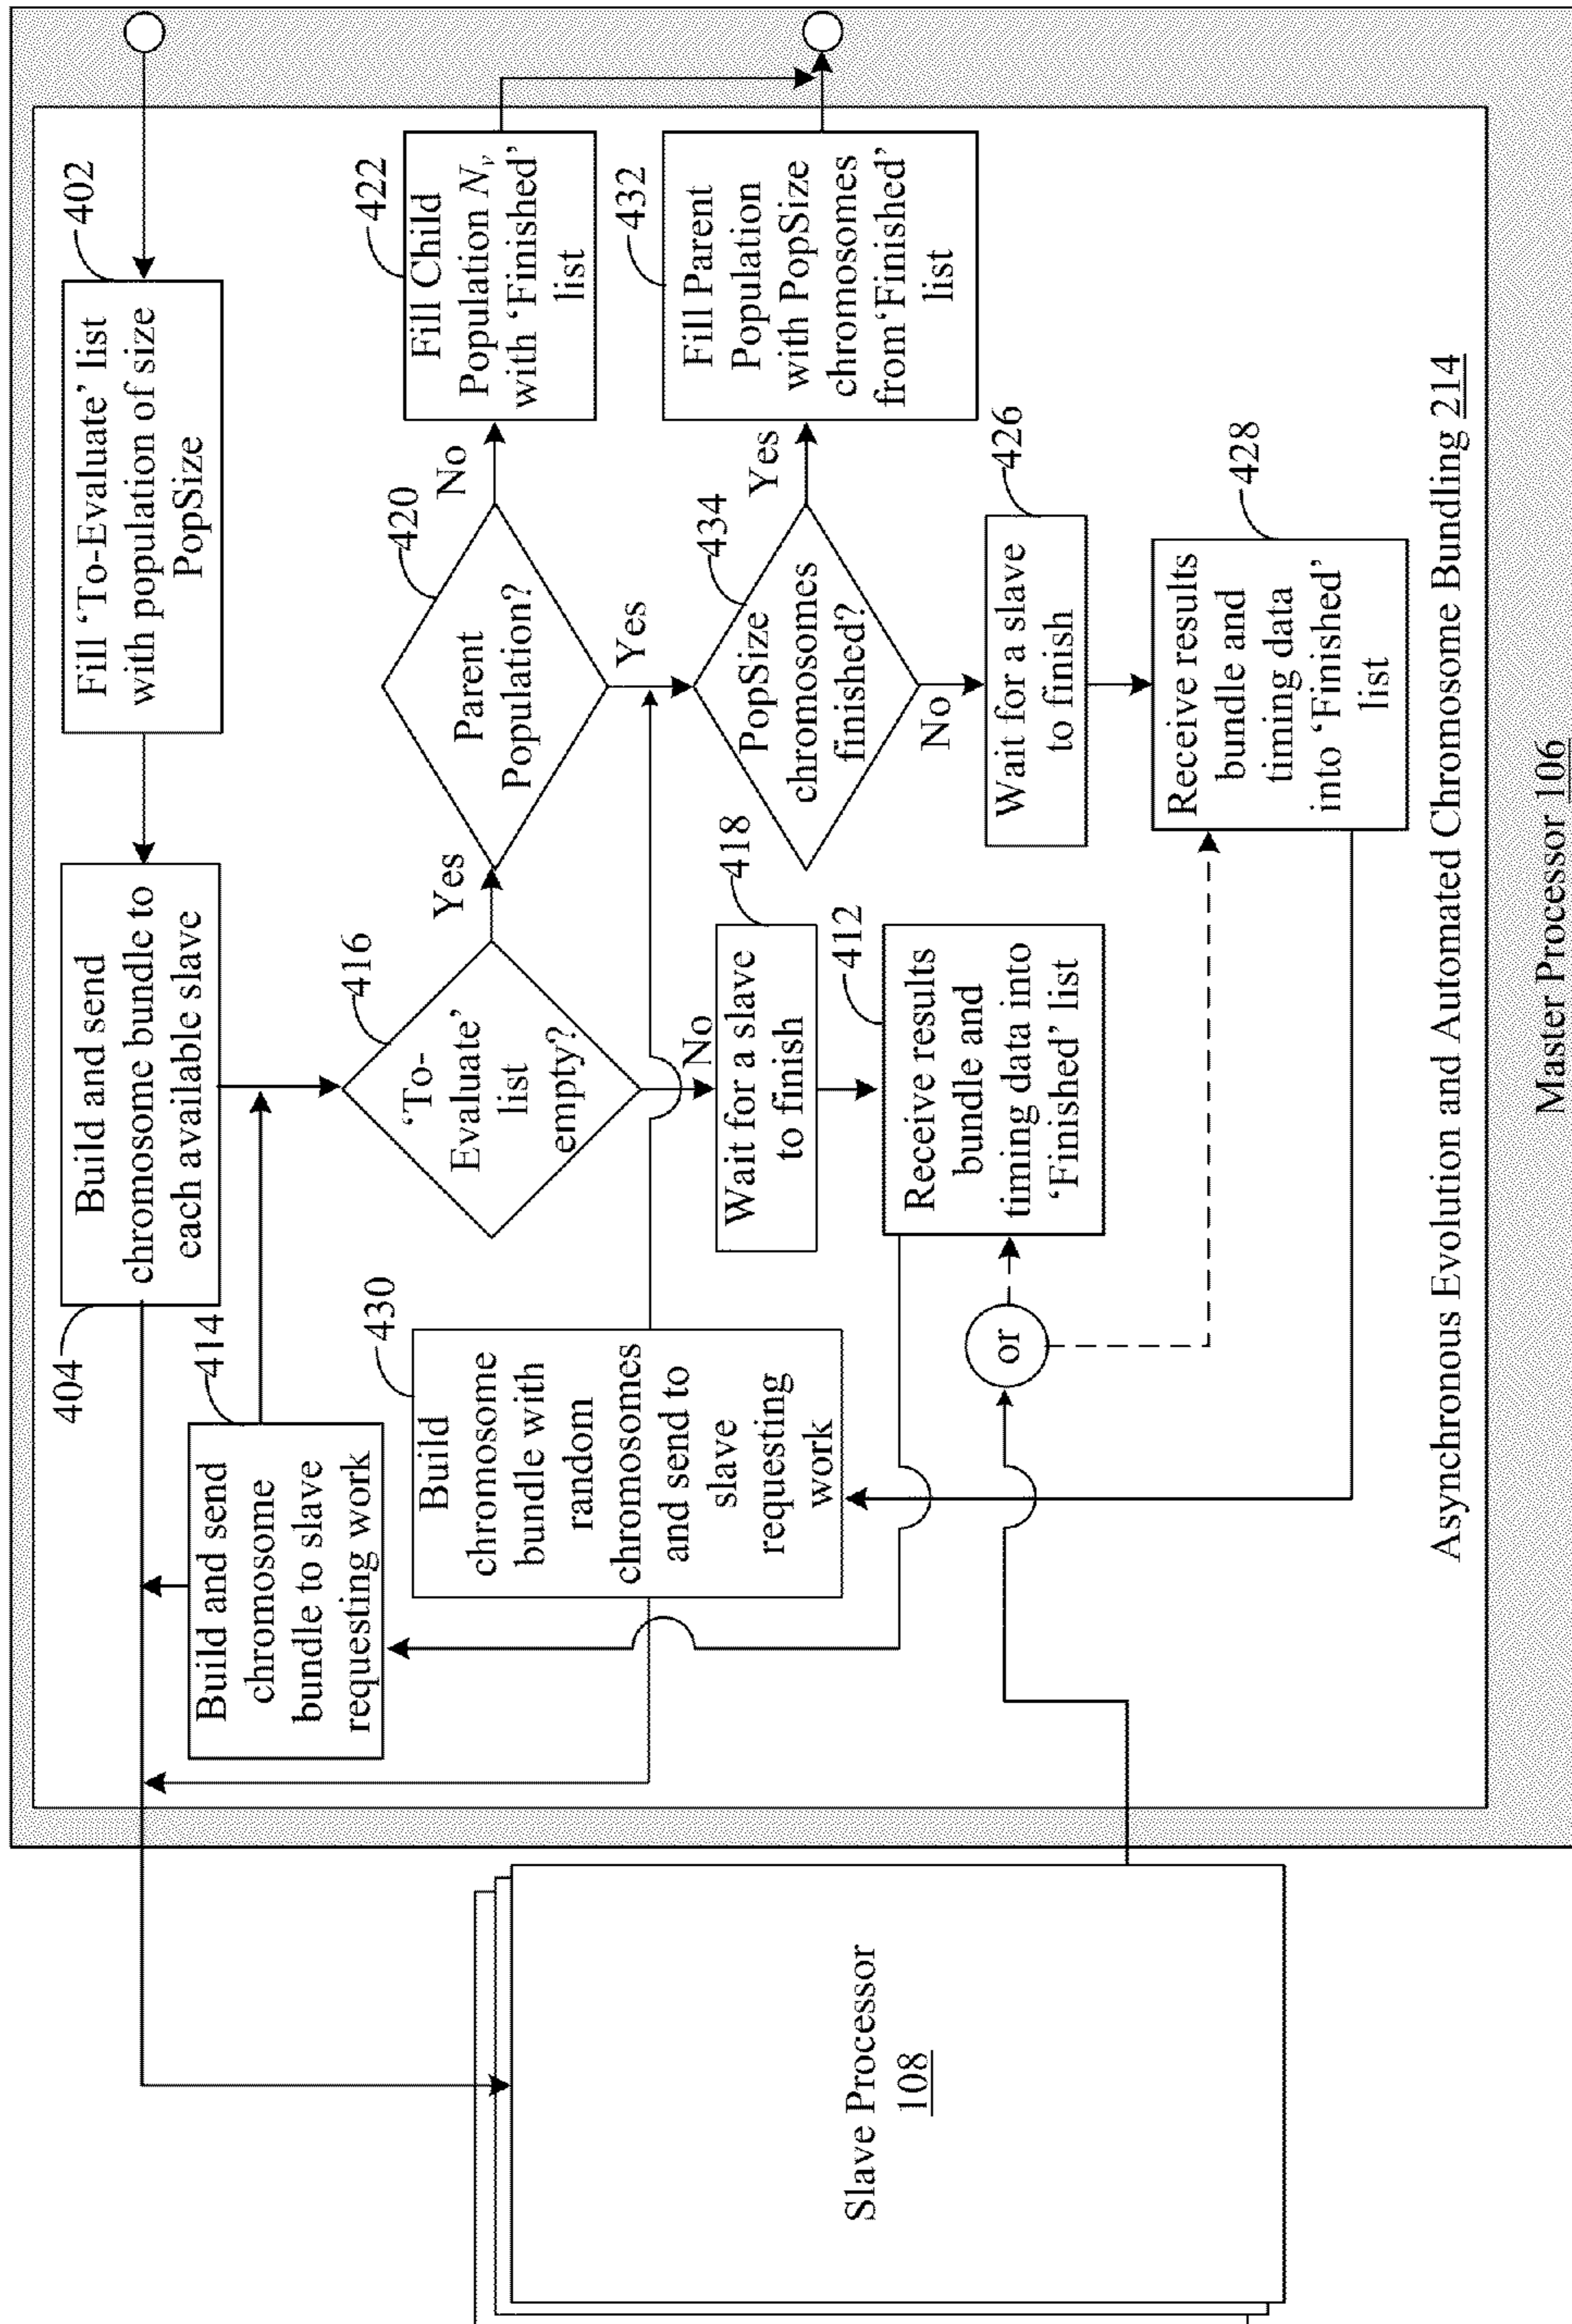 402
Fill ‘To-Evaluate’ list
with population of size
PopSize
Build and send
chromosome bundle to
each available slave
404
414
Build and send
chromosome
bundle to slave
requesting work
422
Fill Child
Population Nν
with ‘Finished’
list
No
420
Parent
Population?
Yes
Yes
416
‘To-
Evaluate’
list
empty?
No
430
Build
chromosome
bundle with
random
chromosomes
and send to
slave
requesting
work
432
Fill Parent
Population
with PopSize
chromosomes
from‘Finished’
list
Yes
434
PopSize
chromosomes
finished?
No
418
Wait for a slave
to finish
412
Receive results
bundle and
timing data into
‘Finished’ list
or
426
Wait for a slave
to finish
428
Receive results
bundle and
timing data
into ‘Finished’
list
Asynchronous Evolution and Automated Chromosome Bundling 214
Master Processor 106
Slave Processor
108